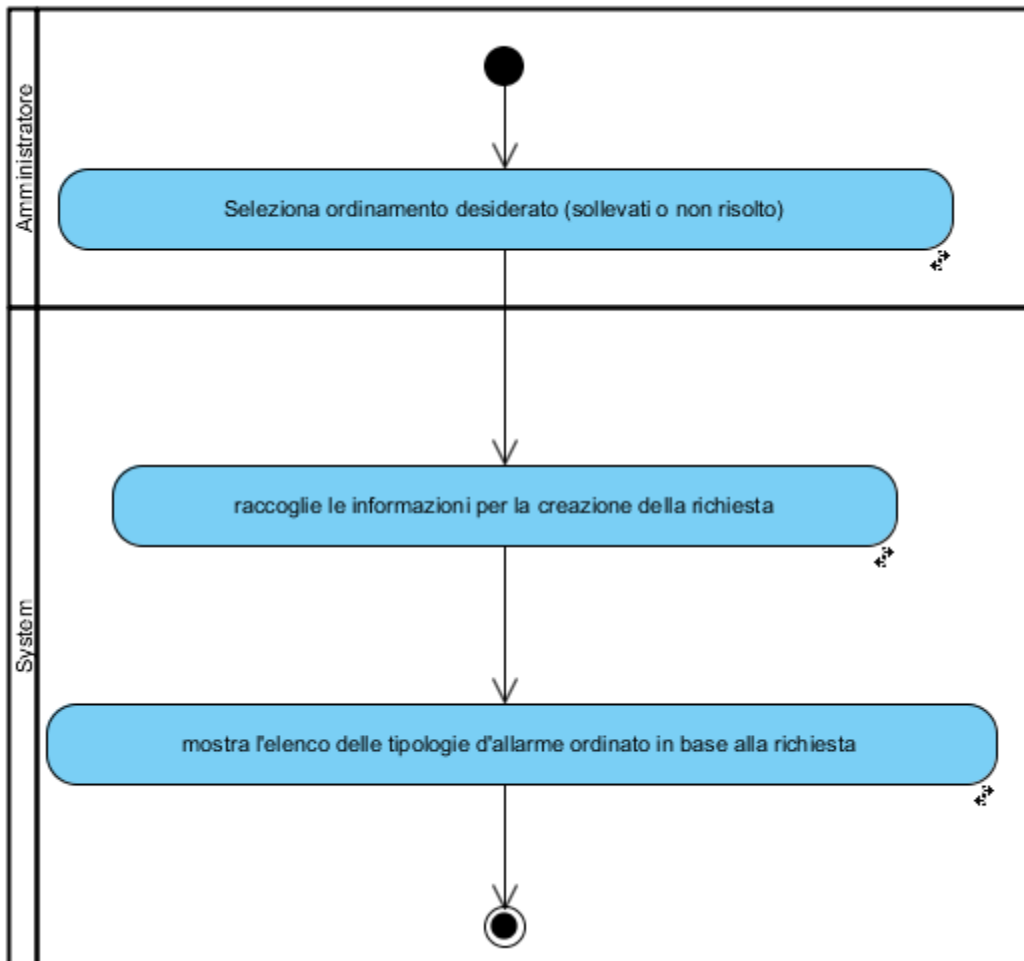 Amministratore
Seleziona ordinamento desiderato (sollevati o non risolto)
System
raccoglie le informazioni per la creazione della richiesta
mostra l'elenco delle tipologie d'allarme ordinato in base alla richiesta